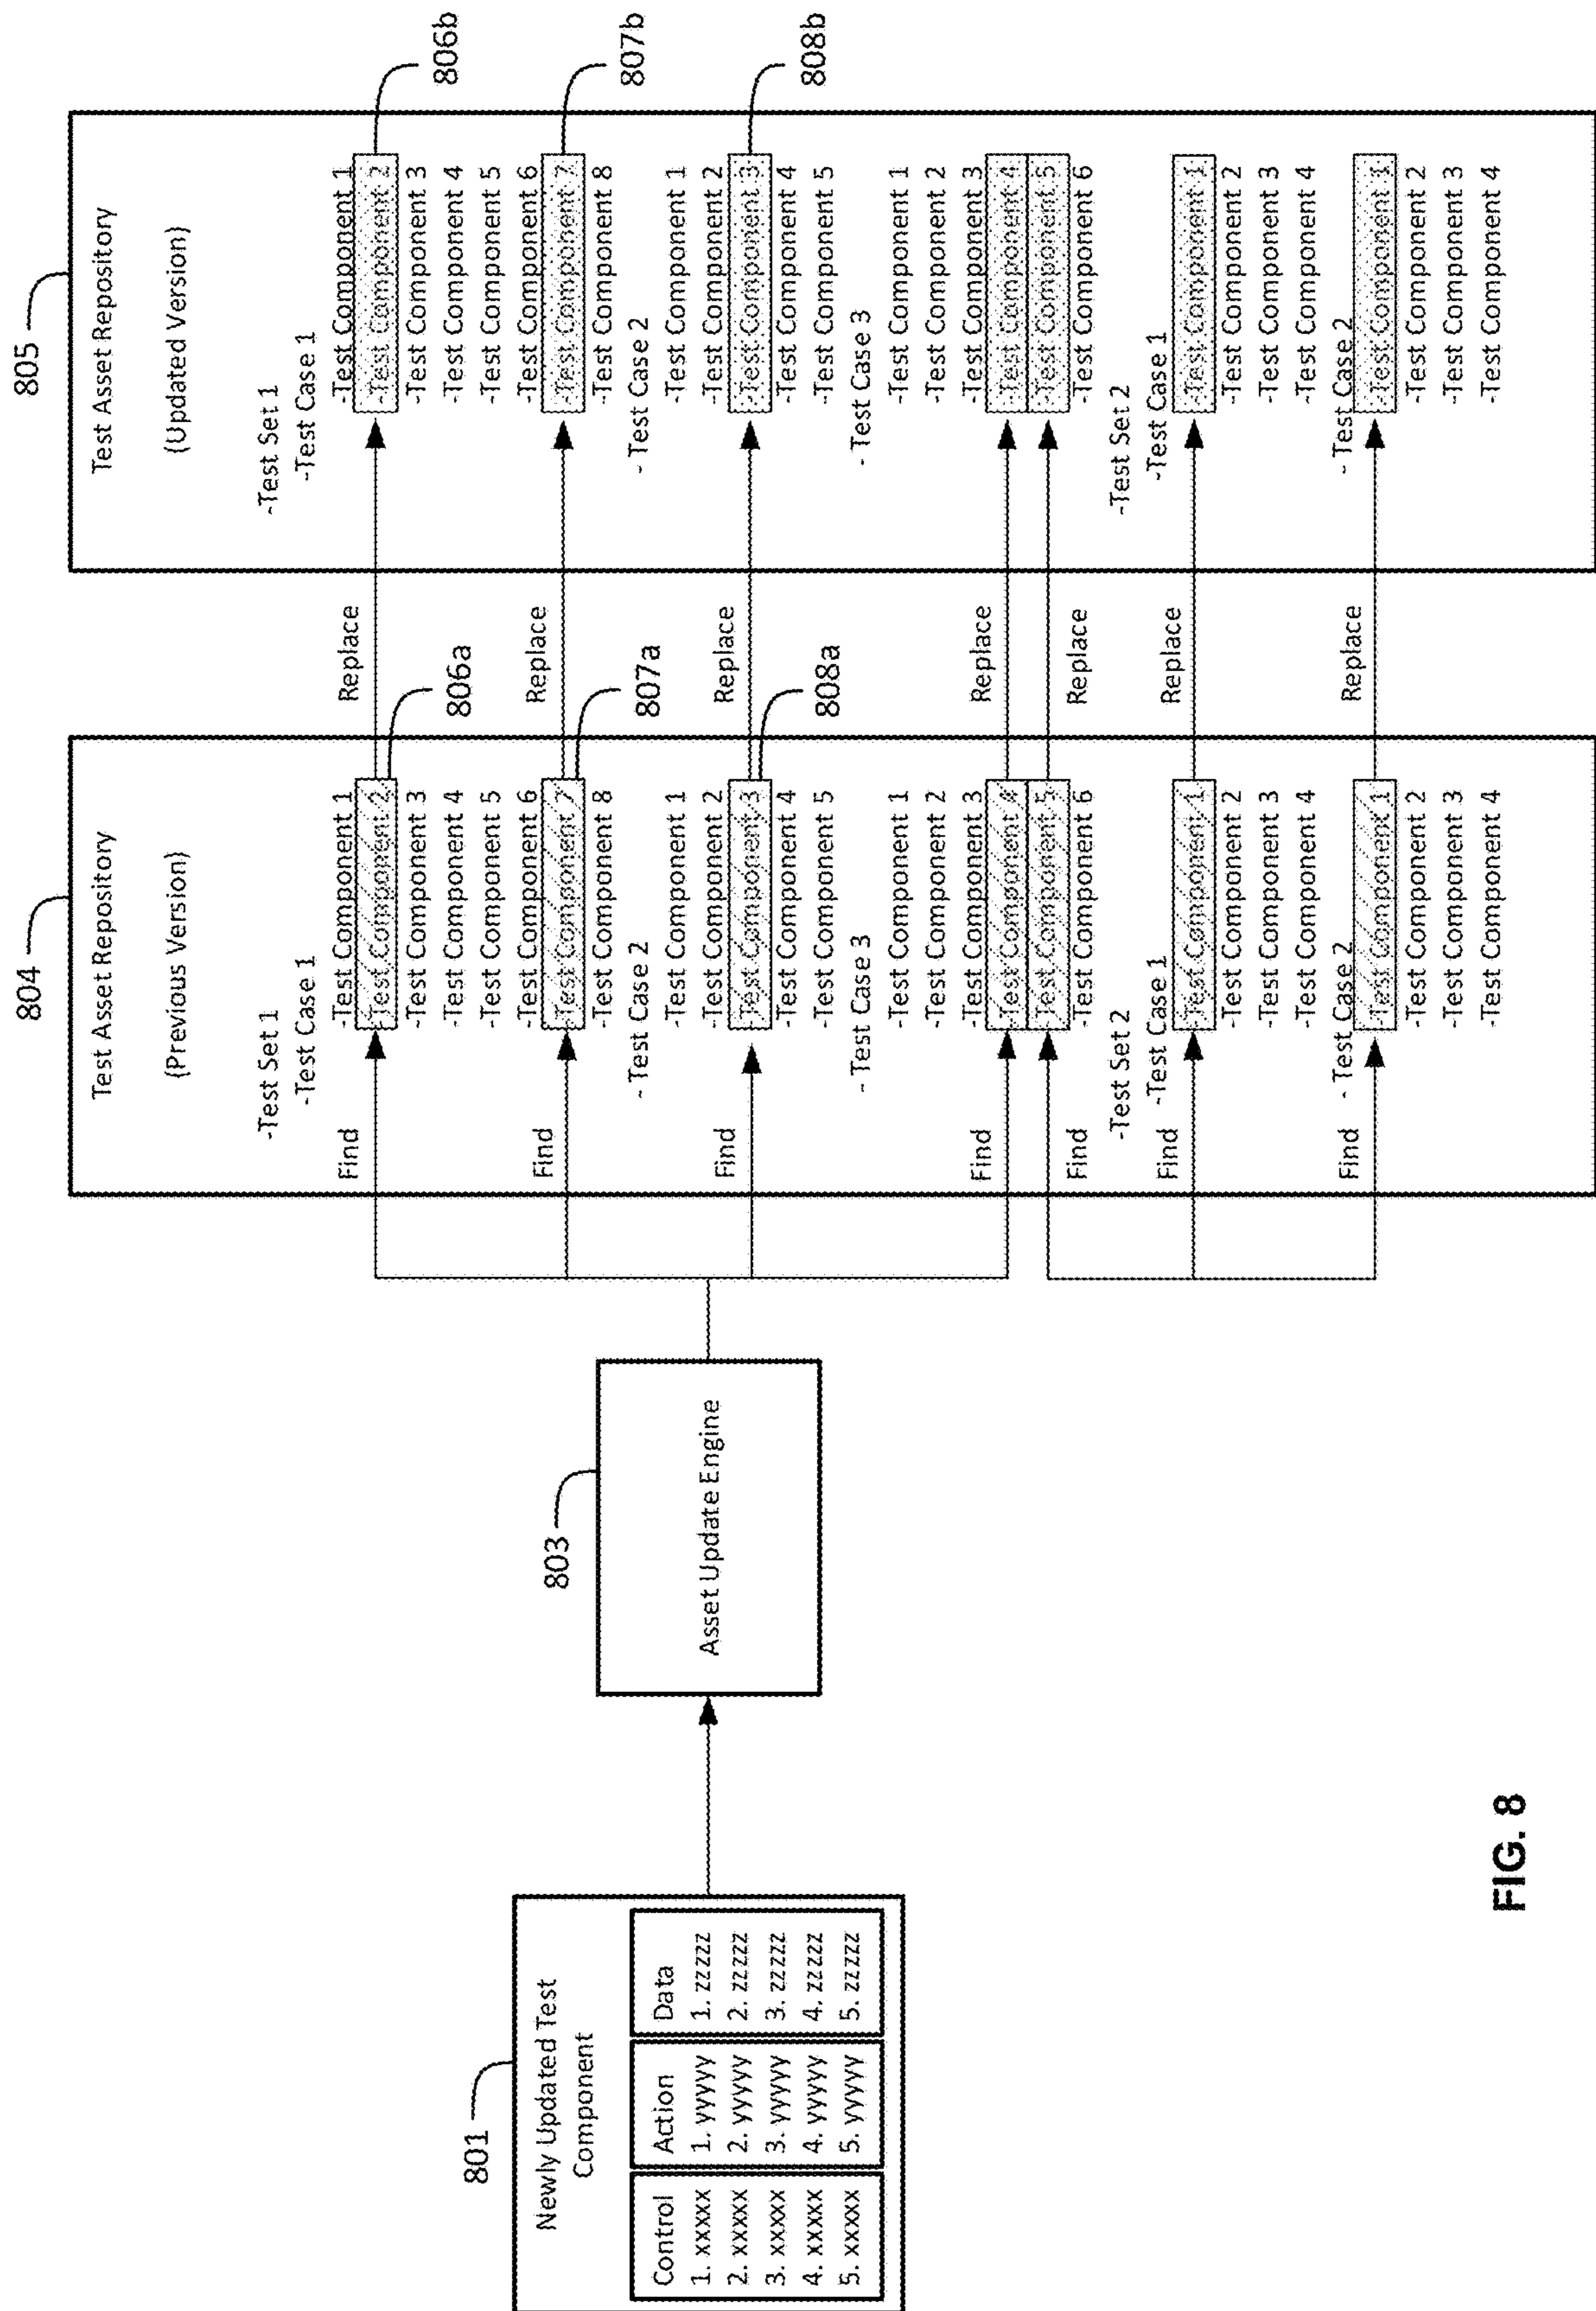 801
Newly Updated Test
Component
Control
1. xxxxx
2. xxxxx
3. xxxxx
4. xxxxx
5. xxxxx
Action
1. yyyyy
2. yyyyy
3. yyyyy
4. yyyyy
5. yyyyy
Data
1. zzzzz
2. zzzzz
3. zzzzz
4. zzzzz
5. zzzzz
803
Asset Update Engine
804
Test Asset Repository
(Previous Version)
-Test Set 1
-Test Case 1
Find
-Test Component 1
-Test Component 2
-Test Component 3
-Test Component 4
-Test Component 5
-Test Component 6
Find
-Test Component 7
-Test Component 8
- Test Case 2
-Test Component 1
-Test Component 2
Find
-Test Component 3
-Test Component 4
-Test Component 5
- Test Case 3
-Test Component 1
-Test Component 2
-Test Component 3
Find
-Test Component 4
-Test Component 5
Find
-Test Component 6
-Test Set 2
-Test Case 1
Find
-Test Component 1
-Test Component 2
-Test Component 3
-Test Component 4
- Test Case 2
Find
-Test Component 1
-Test Component 2
-Test Component 3
-Test Component 4
Replace
806a
Replace
807a
Replace
808a
Replace
Replace
Replace
Replace
805
Test Asset Repository
(Updated Version)
-Test Set 1
-Test Case 1
-Test Component 1
-Test Component 2
-Test Component 3
-Test Component 4
-Test Component 5
-Test Component 6
-Test Component 7
-Test Component 8
- Test Case 2
-Test Component 1
-Test Component 2
-Test Component 3
-Test Component 4
-Test Component 5
- Test Case 3
-Test Component 1
-Test Component 2
-Test Component 3
-Test Component 4
-Test Component 5
-Test Component 6
-Test Set 2
-Test Case 1
-Test Component 1
-Test Component 2
-Test Component 3
-Test Component 4
- Test Case 2
-Test Component 1
-Test Component 2
-Test Component 3
-Test Component 4
806b
807b
808b
FIG. 8